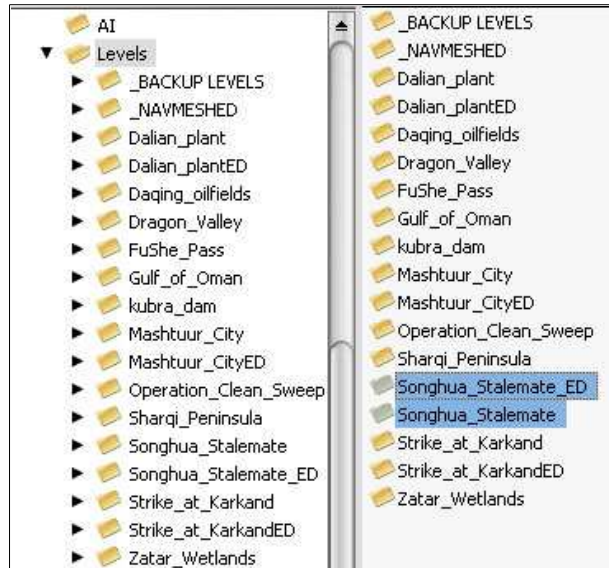 AI
Levels
_BACKUP LEVELS
_NAVMESHED
Dalian_plant
Dalian_plantED
Daqing_oilfields
Dragon_Valley
FuShe_Pass
Gulf_of_Oman
kubra_dam
Mashtuur_City
Mashtuur_CityED
Operation_Clean_Sweep
Sharqi_Peninsula
Songhua_Stalemate
Songhua_Stalemate_ED
Strike_at_Karkand
Strike_at_KarkandED
Zatar_Wetlands
_BACKUP LEVELS
_NAVMESHED
Dalian_plant
Dalian_plantED
Daqing_oilfields
Dragon_Valley
FuShe_Pass
Gulf_of_Oman
kubra_dam
Mashtuur_City
Mashtuur_CityED
Operation_Clean_Sweep
Sharqi_Peninsula
Songhua_Stalemate_ED
Songhua_Stalemate
Strike_at_Karkand
Strike_at_KarkandED
Zatar_Wetlands